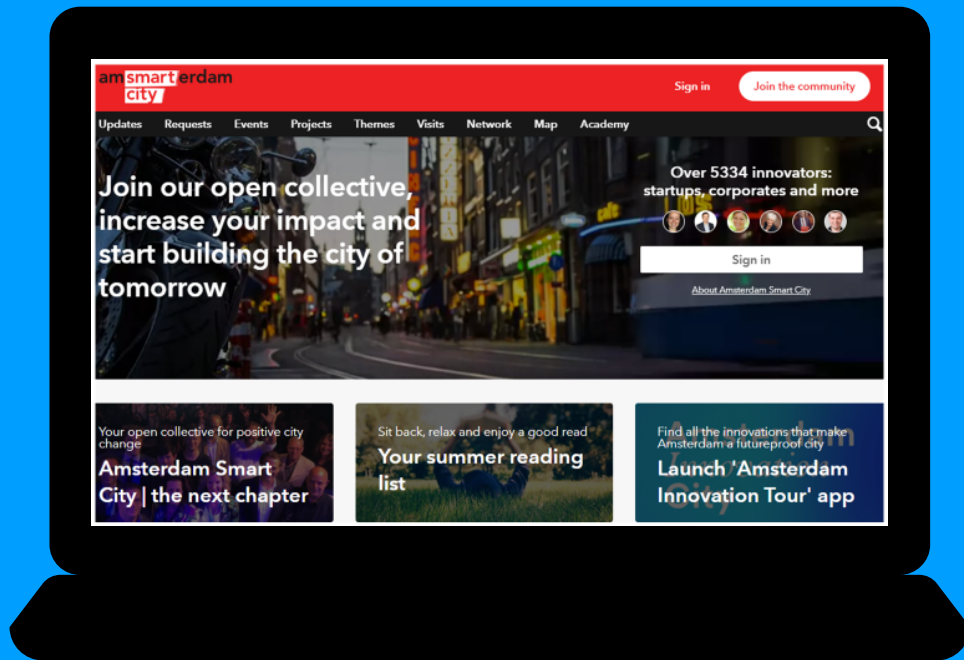 amsmarterdam
city
Sign in
Join the community
Updates Requests Events Projects Themes Visits Network Map Academy
Join our open collective,
increase your impact and
start building the city of
tomorrow
Over 5334 innovators:
startups, corporates and more
Sign in
About Amsterdam Smart City
Your open collective for positive city
change
Amsterdam Smart
City | the next chapter
Sit back, relax and enjoy a good read
Your summer reading
list
Find all the innovations that make
Amsterdam a futureproof city
Launch 'Amsterdam
Innovation Tour' app